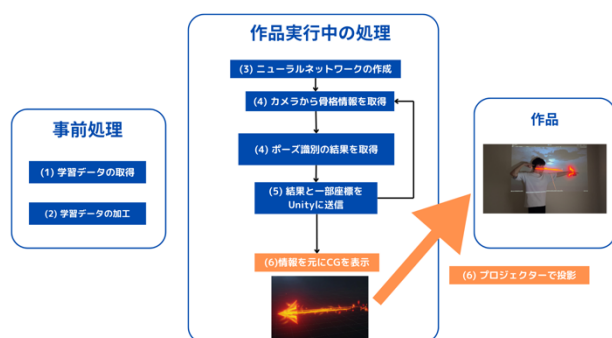 事前処理
(1) 学習データの取得
(2) 学習データの加工
作品実行中の処理
(3) ニューラルネットワークの作成
(4) カメラから骨格情報を取得
(4) ポーズ識別の結果を取得
(5) 結果と一部座標を
Unityに送信
(6)情報を元にCGを表示
作品
(6) プロジェクターで投影